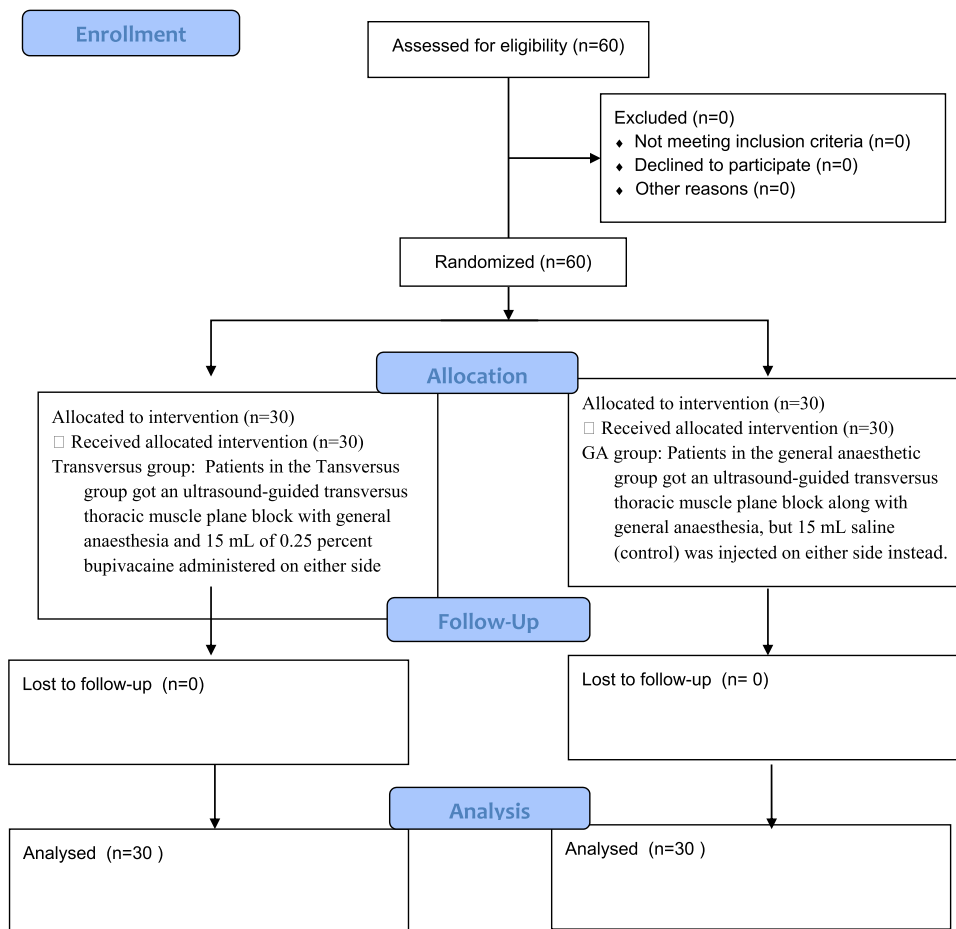 Enrollment
Assessed for eligibility (n=60)
Excluded (n=0)
♦ Not meeting inclusion criteria (n=0)
♦ Declined to participate (n=0)
♦ Other reasons (n=0)
Randomized (n=60)
Allocation
Allocated to intervention (n=30)
□ Received allocated intervention (n=30)
Transversus group: Patients in the Tansversus
group got an ultrasound-guided transversus
thoracic muscle plane block with general
anaesthesia and 15 mL of 0.25 percent
bupivacaine administered on either side
Allocated to intervention (n=30)
□ Received allocated intervention (n=30)
GA group: Patients in the general anaesthetic
group got an ultrasound-guided transversus
thoracic muscle plane block along with
general anaesthesia, but 15 mL saline
(control) was injected on either side instead.
Follow-Up
Lost to follow-up (n=0)
Lost to follow-up (n= 0)
Analysis
Analysed (n=30 )
Analysed (n=30 )